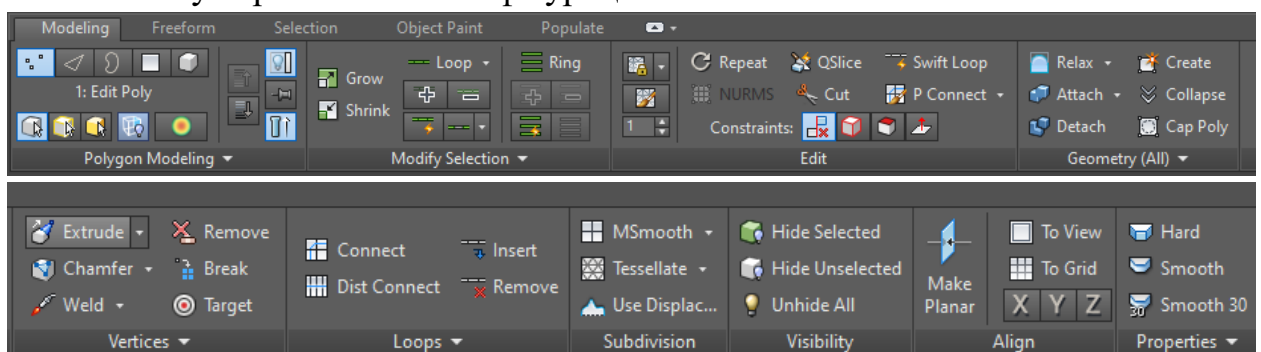 Modeling Freeform Selection Object Paint Populate
Grow Loop Ring Repeat QSlice Swift Loop Relax Create
1: Edit Poly NURMS Cut P Connect Attach Collapse
Shrink 1 Constraints: Detach Cap Poly
Polygon Modeling Modify Selection Edit Geometry (All)
Extrude Remove Connect Insert MSmooth Hide Selected To View Hard
Chamfer Break Dist Connect Remove Tessellate Hide Unselected Make Planar To Grid Smooth
Weld Target Use Displac... Unhide All X Y Z 30 Smooth 30
Vertices Loops Subdivision Visibility Align Properties